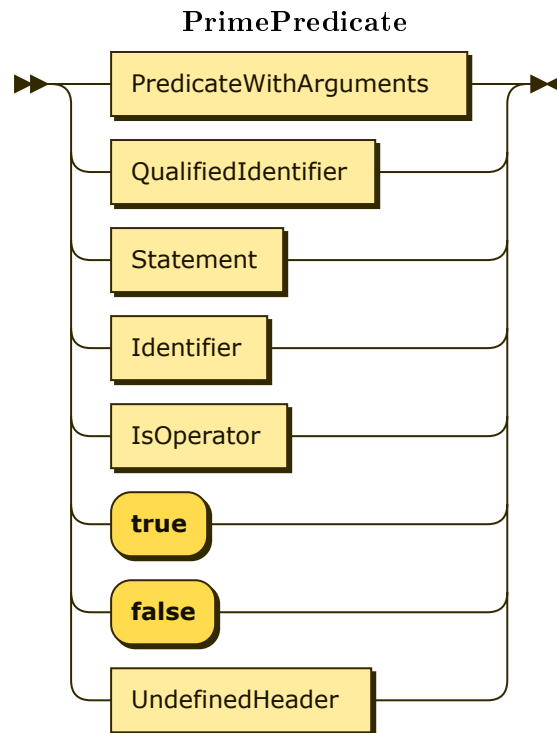 PrimePredicate
PredicateWithArguments
QualifiedIdentifier
Statement
Identifier
IsOperator
true
false
UndefinedHeader